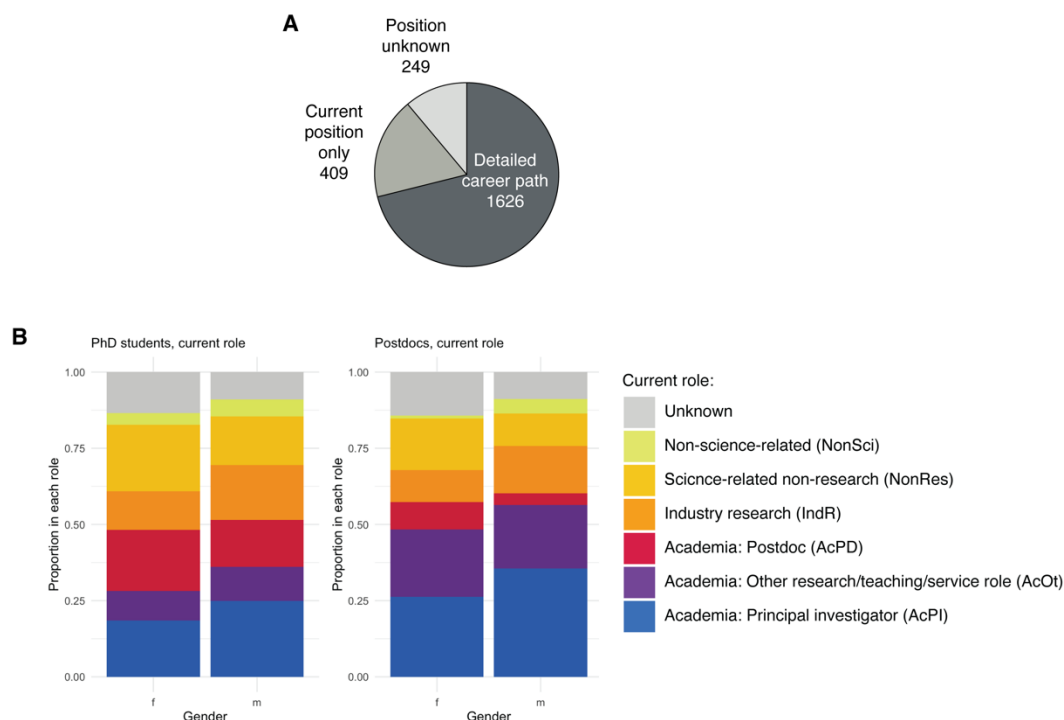 A
Position
unknown
249
Current
position
only
409
Detailed
career path
1626
B
PhD students, current role
Postdocs, current role
1.00
0.75
0.50
0.25
0.00
Proportion in each role
f
m
Gender
1.00
0.75
0.50
0.25
0.00
Proportion in each role
f
m
Gender
Current role:
Unknown
Non-science-related (NonSci)
Scicnce-related non-research (NonRes)
Industry research (IndR)
Academia: Postdoc (AcPD)
Academia: Other research/teaching/service role (AcOt)
Academia: Principal investigator (AcPI)